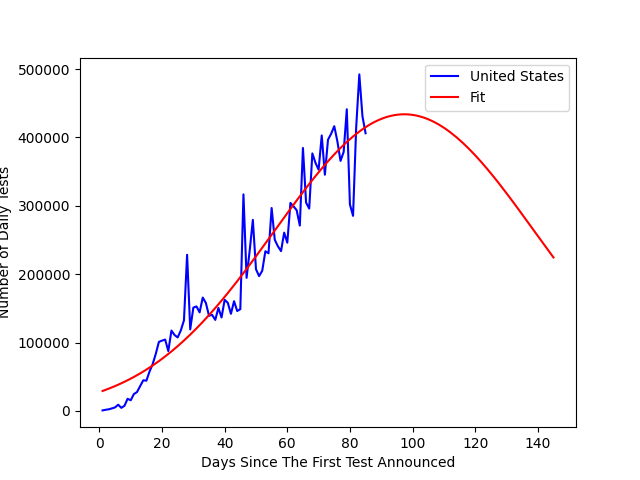 United States
Fit
500000
400000
300000
200000
100000
0
Number of Daily Tests
0 20 40 60 80 100 120 140
Days Since The First Test Announced